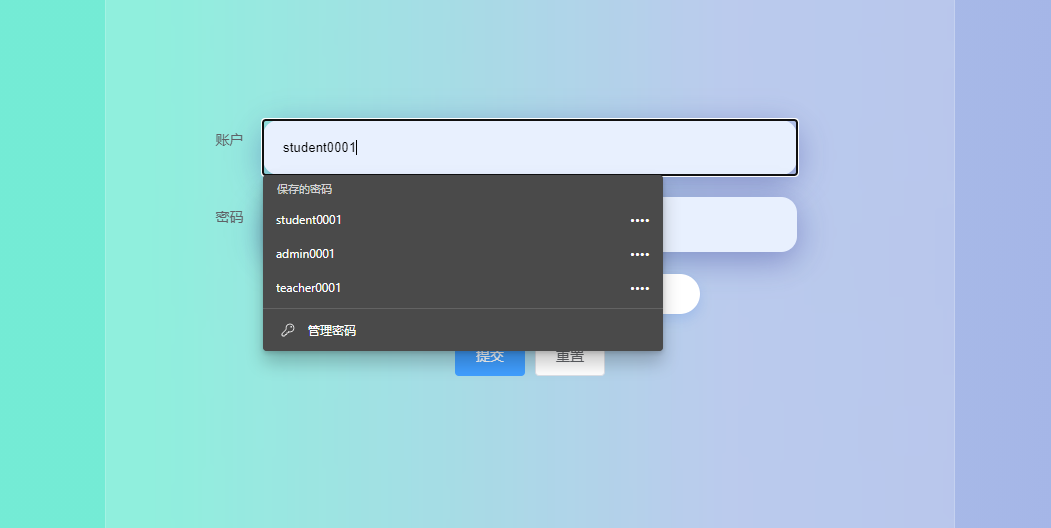 账户
student0001
保存的密码
密码
student0001 ••••
admin0001 ••••
teacher0001 ••••
管理密码
提交
重置